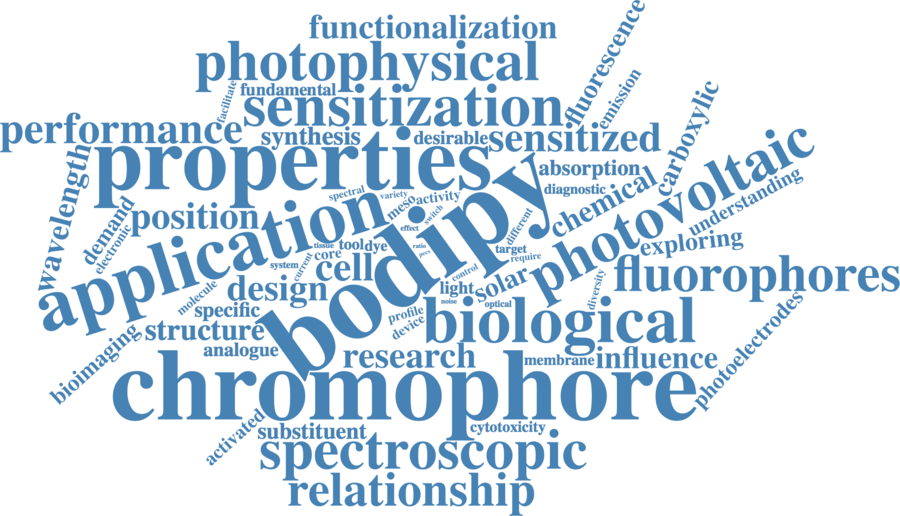 functionalization
fluorescence
photophysical
fundamental
facilitate
emission
sensitization
carboxylic
performance
synthesis
desirable
sensitized
properties
photovoltaic
absorption
wavelength
diagnostic
chemical
understanding
spectral
variety
activity
meso
switch
demand
position
application
bodipy
different
effect
electronic
exploring
tissue
tool
dye
ratio
target
core
require
system
current
cell
control
solar
fluorophores
diversity
molecule
design
light
noise
optical
specific
profile
device
biological
photoelectrodes
structure
analogue
bioimaging
research
membrane
influence
chromophore
activated
substituent
cytotoxicity
spectroscopic
relationship